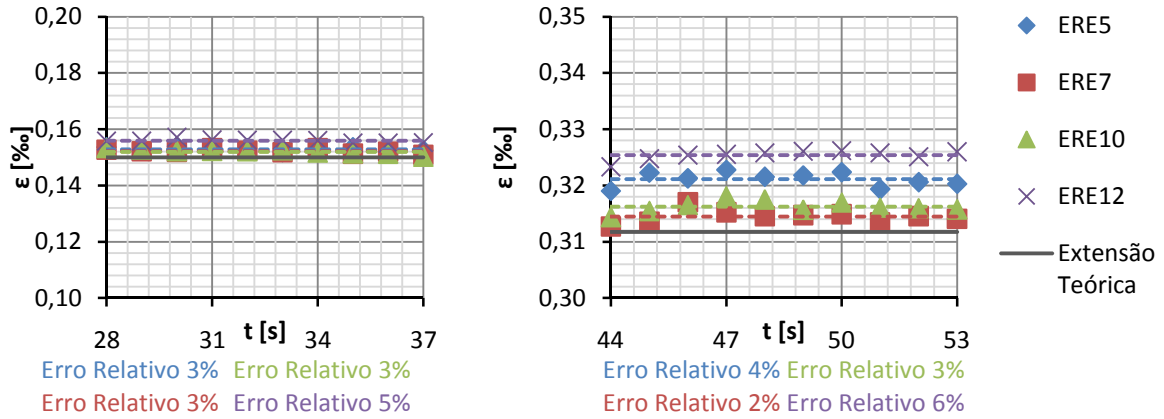 0,20
0,18
0,16
0,14
0,12
0,10
ε [‰]
28
31
34
37
t [s]
Erro Relativo 3%
Erro Relativo 3%
Erro Relativo 3%
Erro Relativo 5%
0,35
0,34
0,33
0,32
0,31
0,30
ε [‰]
44
47
50
53
t [s]
Erro Relativo 4%
Erro Relativo 3%
Erro Relativo 2%
Erro Relativo 6%
ERE5
ERE7
ERE10
ERE12
Extensão
Teórica